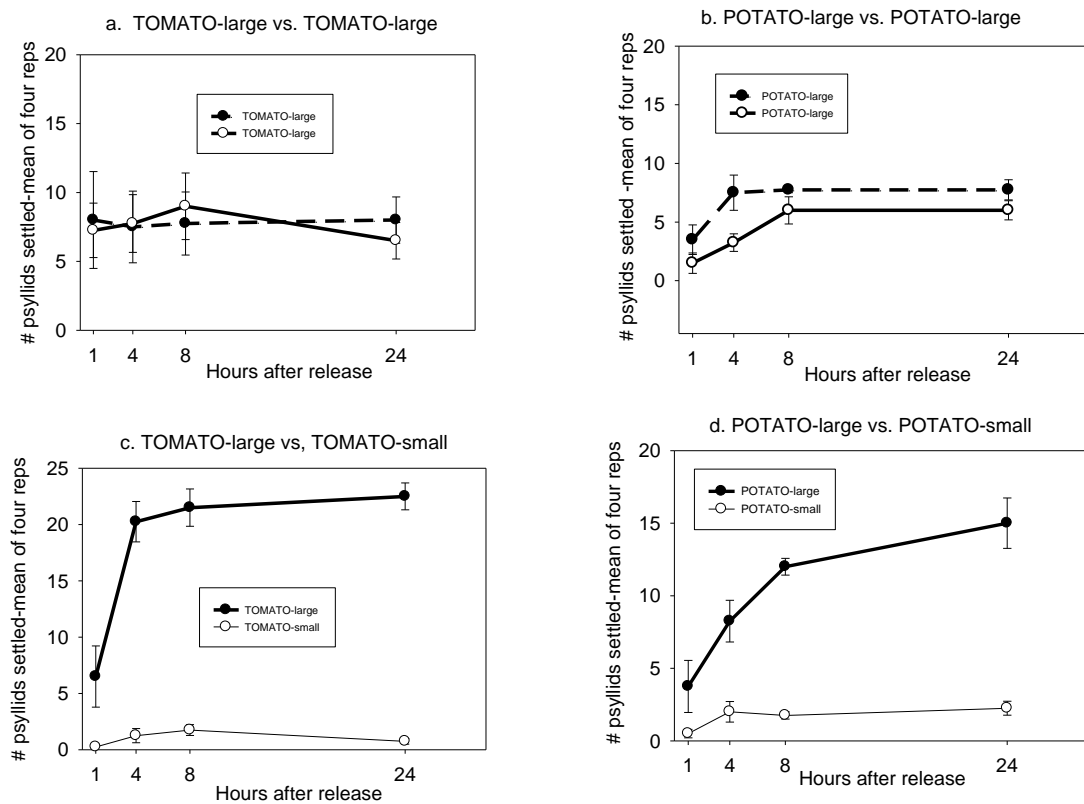 a. TOMATO-large vs. TOMATO-large
# psyllids settled-mean of four reps
20
15
10
5
0
TOMATO-large
TOMATO-large
1 4 8 24
Hours after release
b. POTATO-large vs. POTATO-large
# psyllids settled -mean of four reps
20
15
10
5
0
POTATO-large
POTATO-large
1 4 8 24
Hours after release
c. TOMATO-large vs, TOMATO-small
# psyllids settled-mean of four reps
25
20
15
10
5
0
TOMATO-large
TOMATO-small
1 4 8 24
Hours after release
d. POTATO-large vs. POTATO-small
# psyllids settled-mean of four reps
20
15
10
5
0
POTATO-large
POTATO-small
1 4 8 24
Hours after release